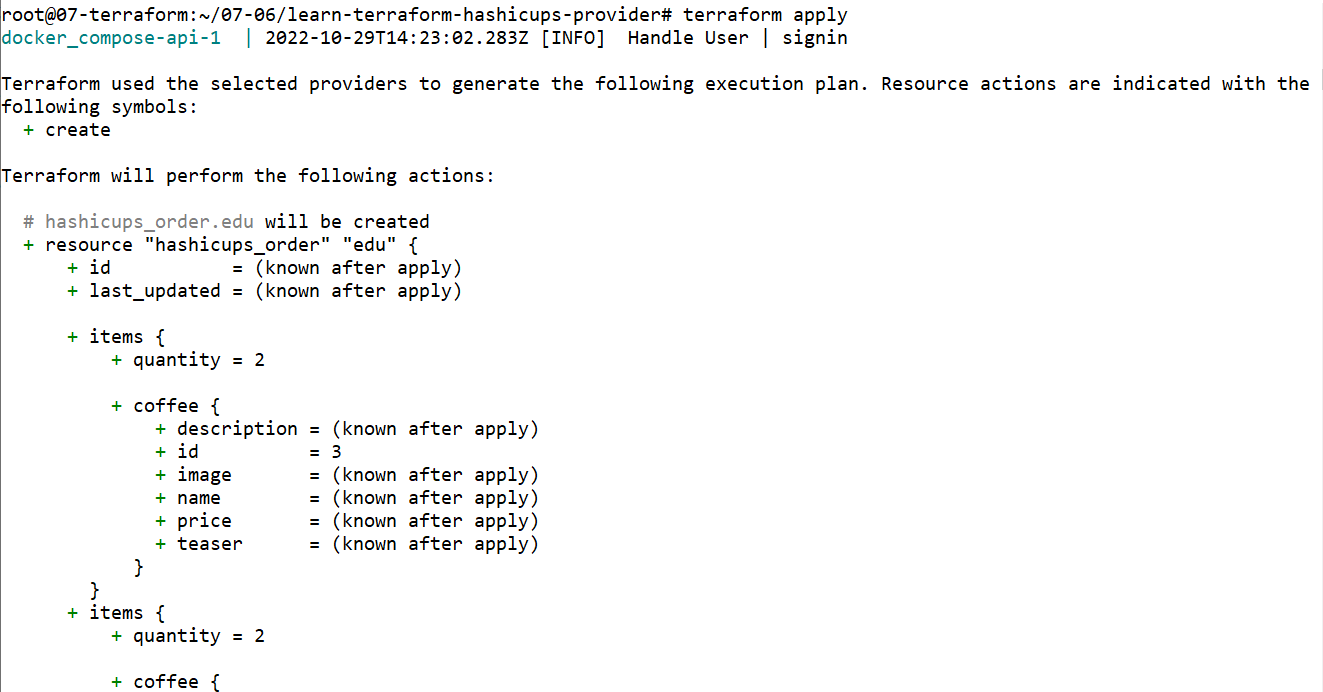 root@07-terraform:~/07-06/learn-terraform-hashicups-provider# terraform apply
docker_compose-api-1  | 2022-10-29T14:23:02.283Z [INFO]  Handle User | signin

Terraform used the selected providers to generate the following execution plan. Resource actions are indicated with the
following symbols:
  + create

Terraform will perform the following actions:

  # hashicups_order.edu will be created
  + resource "hashicups_order" "edu" {
      + id           = (known after apply)
      + last_updated = (known after apply)

      + items {
          + quantity = 2

          + coffee {
              + description = (known after apply)
              + id          = 3
              + image       = (known after apply)
              + name        = (known after apply)
              + price       = (known after apply)
              + teaser      = (known after apply)
            }
        }
      + items {
          + quantity = 2

          + coffee {